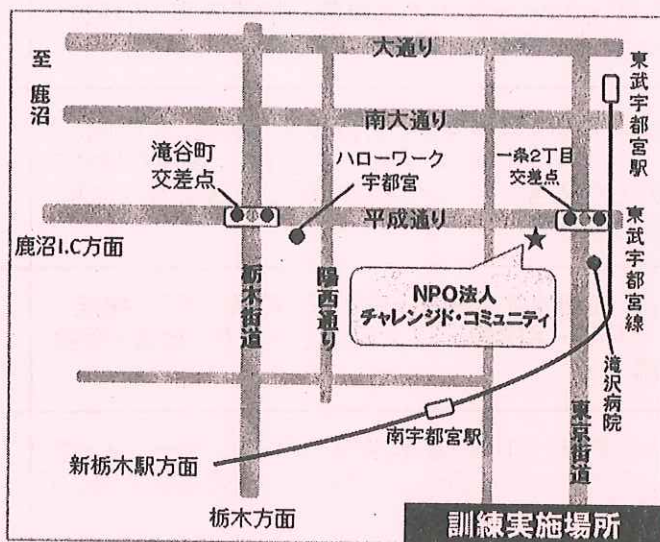 大通り
至 鹿沼
東武宇都宮駅
南大通り
滝谷町
交差点
ハローワーク
宇都宮
一条2丁目
交差点
平成通り
鹿沼I.C方面
東武宇都宮線
栃木街道
陽西通り
NPO法人
チャレンジド・コミュニティ
滝沢病院
東京街道
南宇都宮駅
新栃木駅方面
栃木方面
訓練実施場所